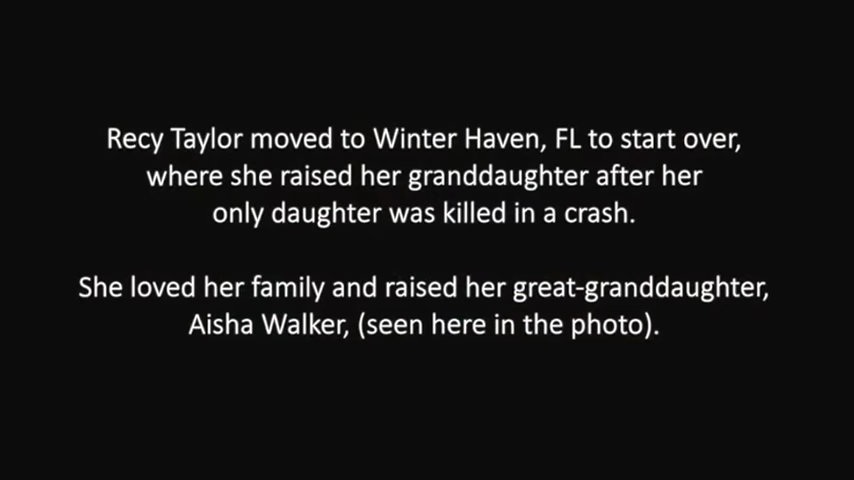 Recy Taylor moved to Winter Haven, FL to start over,
where she raised her granddaughter after her
only daughter was killed in a crash.
She loved her family and raised her great-granddaughter,
Aisha Walker, (seen here in the photo).